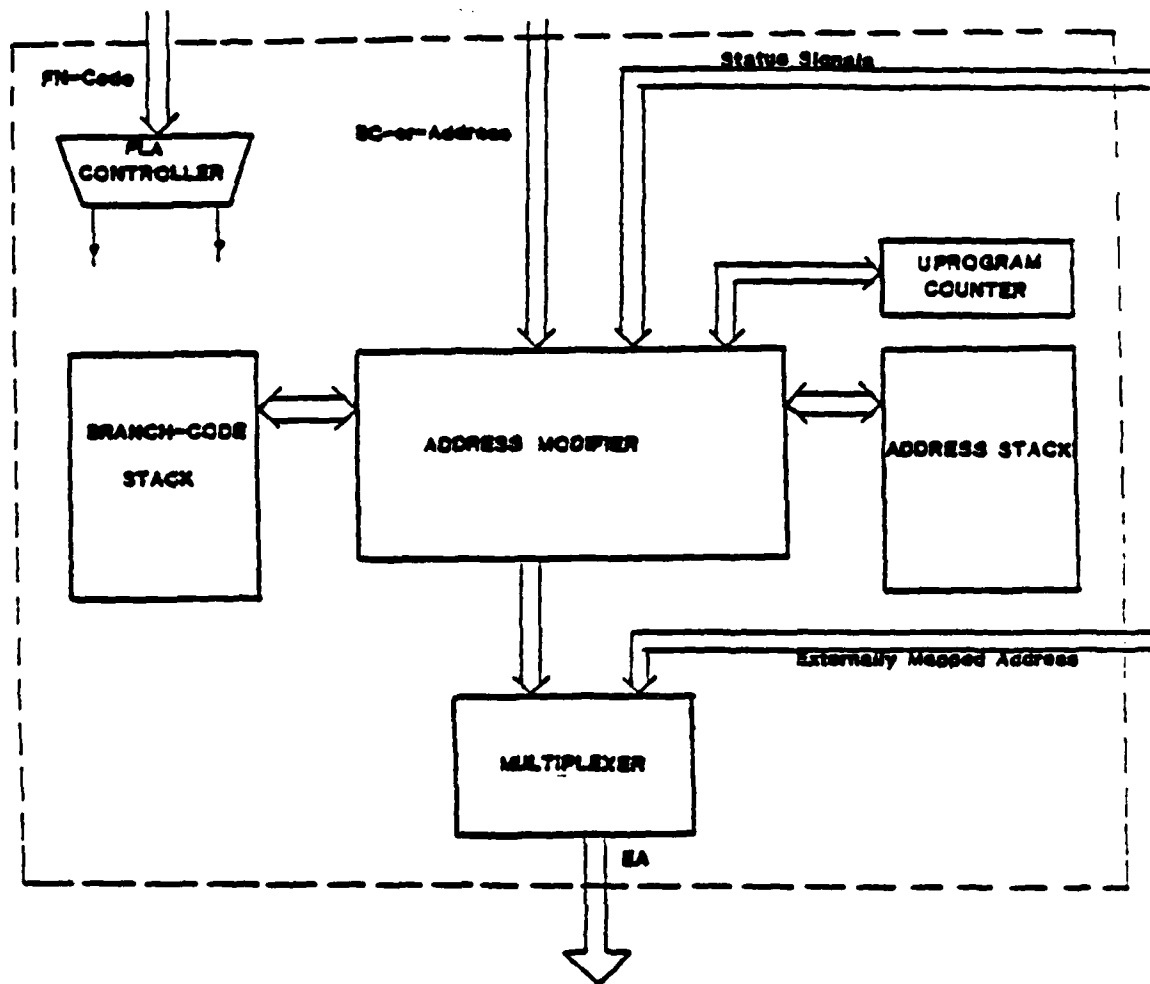 Status Signals
FN-Code
BC-or-Address
PLA
CONTROLLER
UPROGRAM
COUNTER
BRANCH-CODE
STACK
ADDRESS MODIFIER
ADDRESS STACK
Externally Mapped Address
MULTIPLEXER
EA